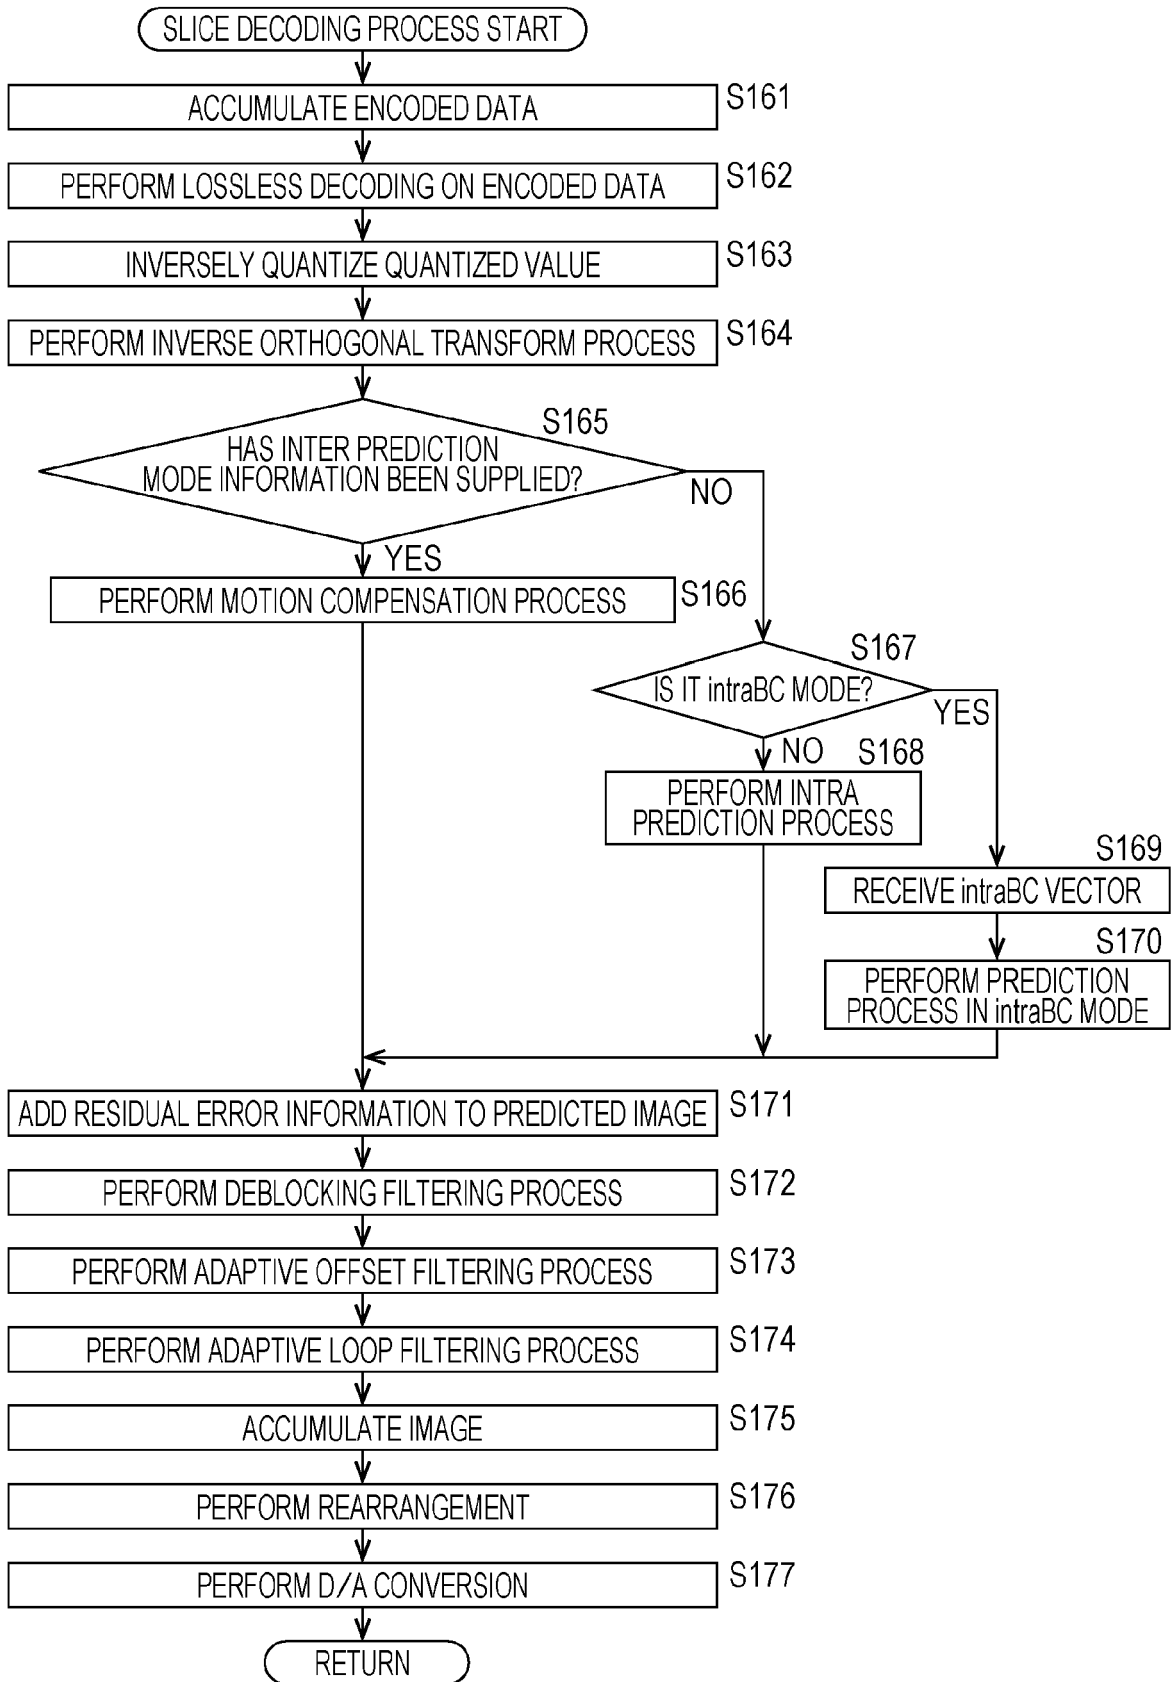 SLICE DECODING PROCESS START
ACCUMULATE ENCODED DATA
S161
PERFORM LOSSLESS DECODING ON ENCODED DATA
S162
INVERSELY QUANTIZE QUANTIZED VALUE
S163
PERFORM INVERSE ORTHOGONAL TRANSFORM PROCESS
S164
S165
HAS INTER PREDICTION
MODE INFORMATION BEEN SUPPLIED?
NO
YES
PERFORM MOTION COMPENSATION PROCESS
S166
S167
IS IT intraBC MODE?
YES
NO
S168
PERFORM INTRA
PREDICTION PROCESS
S169
RECEIVE intraBC VECTOR
S170
PERFORM PREDICTION
PROCESS IN intraBC MODE
ADD RESIDUAL ERROR INFORMATION TO PREDICTED IMAGE
S171
PERFORM DEBLOCKING FILTERING PROCESS
S172
PERFORM ADAPTIVE OFFSET FILTERING PROCESS
S173
PERFORM ADAPTIVE LOOP FILTERING PROCESS
S174
ACCUMULATE IMAGE
S175
PERFORM REARRANGEMENT
S176
PERFORM D/A CONVERSION
S177
RETURN